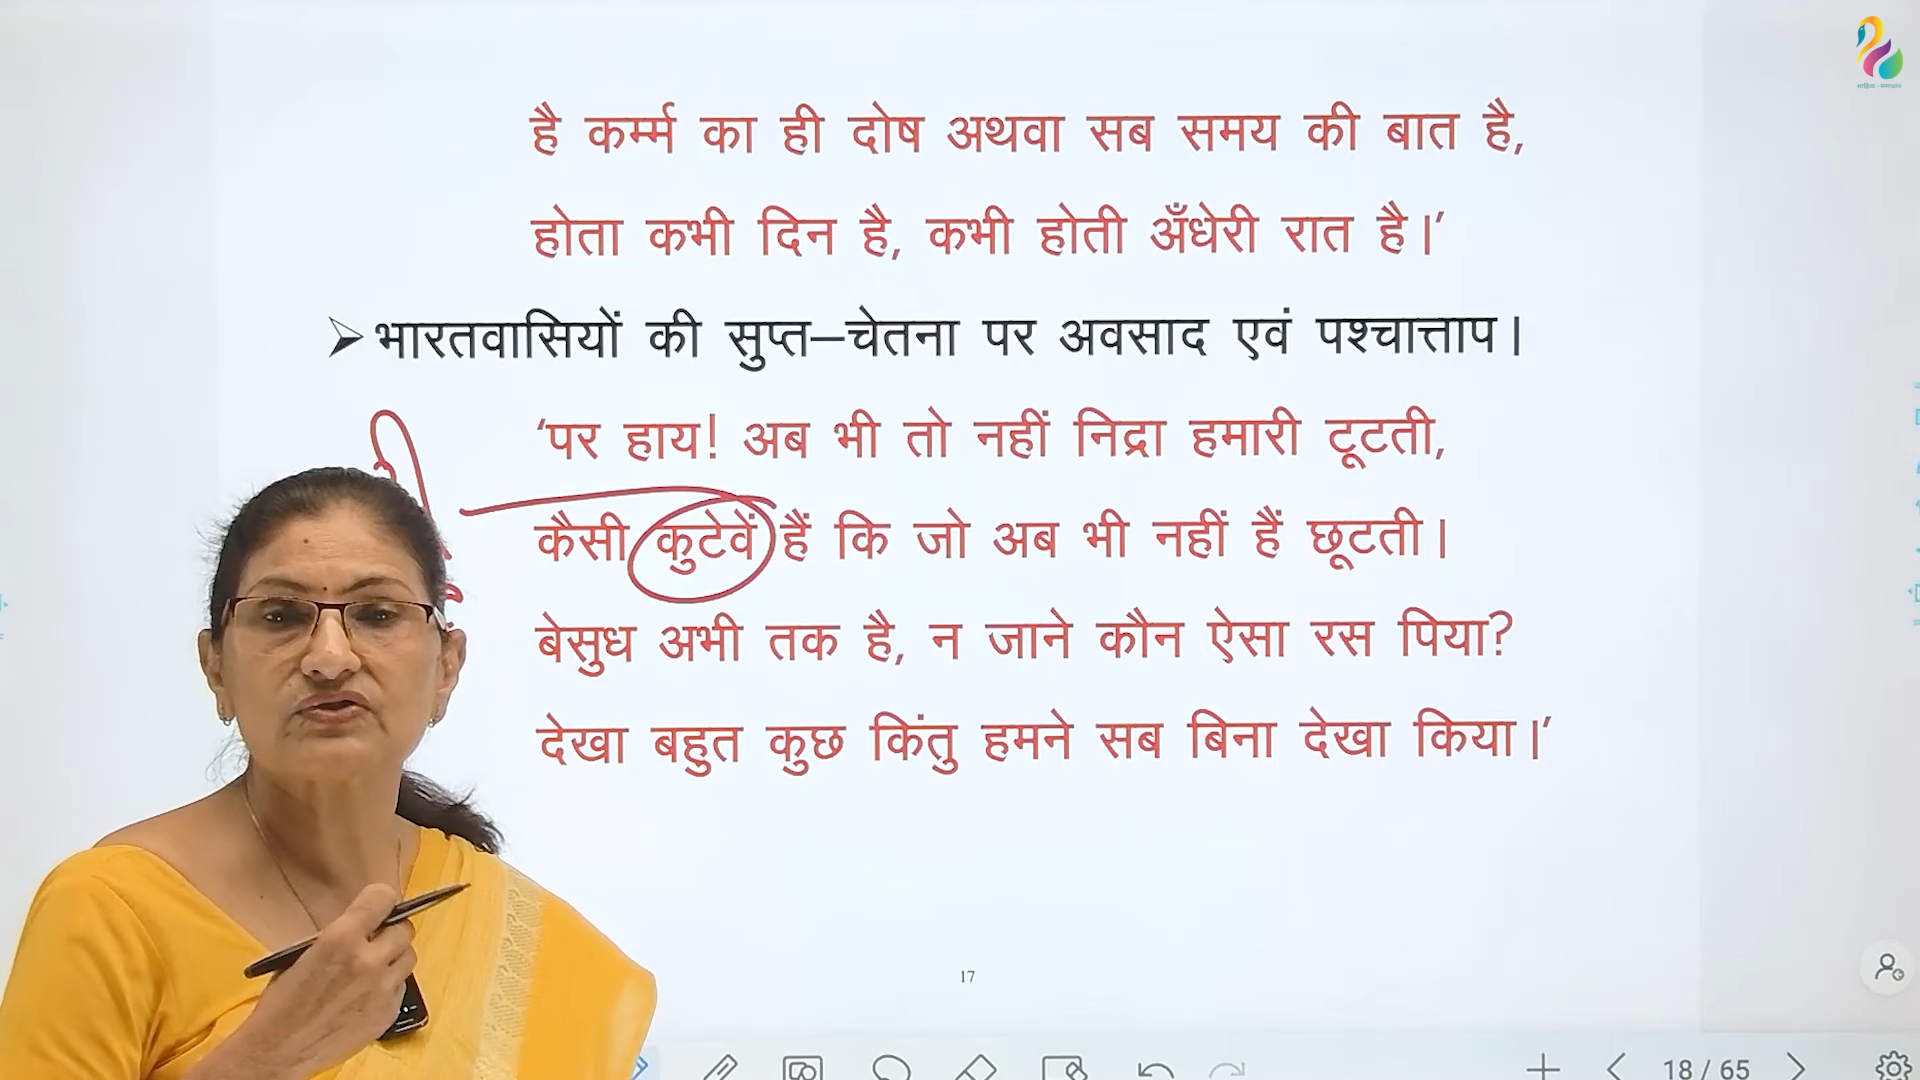 है कर्म्म का ही दोष अथवा सब समय की बात है,
होता कभी दिन है, कभी होती अँधेरी रात है।’
➢भारतवासियों की सुप्त–चेतना पर अवसाद एवं पश्चात्ताप।
‘पर हाय! अब भी तो नहीं निद्रा हमारी टूटती,
कैसी कुटेवें हैं कि जो अब भी नहीं हैं छूटती।
बेसुध अभी तक है, न जाने कौन ऐसा रस पिया?
देखा बहुत कुछ किंतु हमने सब बिना देखा किया।’
17
18 / 65